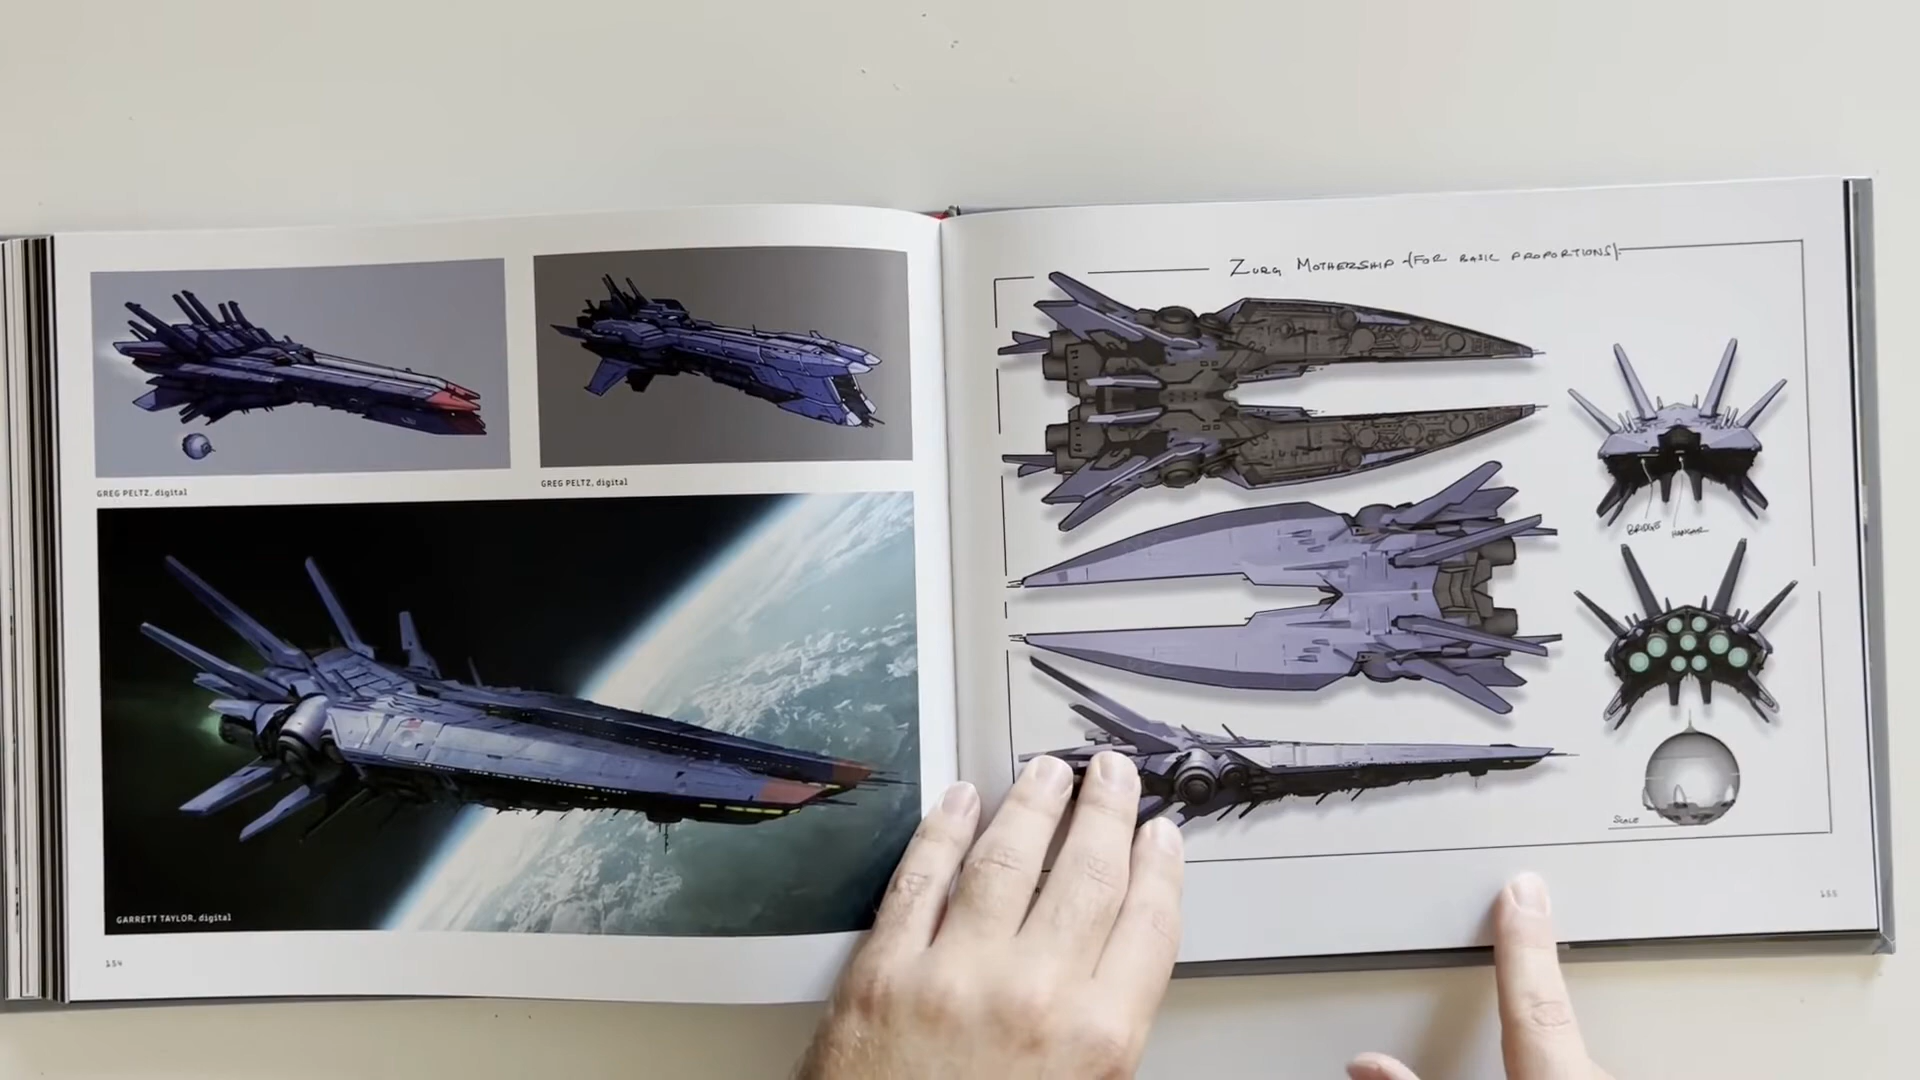 GREG PELTZ, digital
GREG PELTZ, digital
GARRETT TAYLOR, digital
154
ZURG MOTHERSHIP (FOR BASIC PROPORTIONS)
BRIDGE HANGAR
SCALE
155